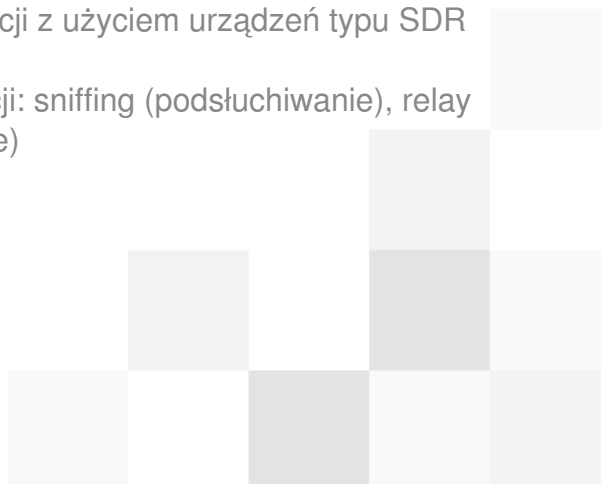 cji z użyciem urządzeń typu SDR
ji: sniffing (podsłuchiwanie), relay
e)